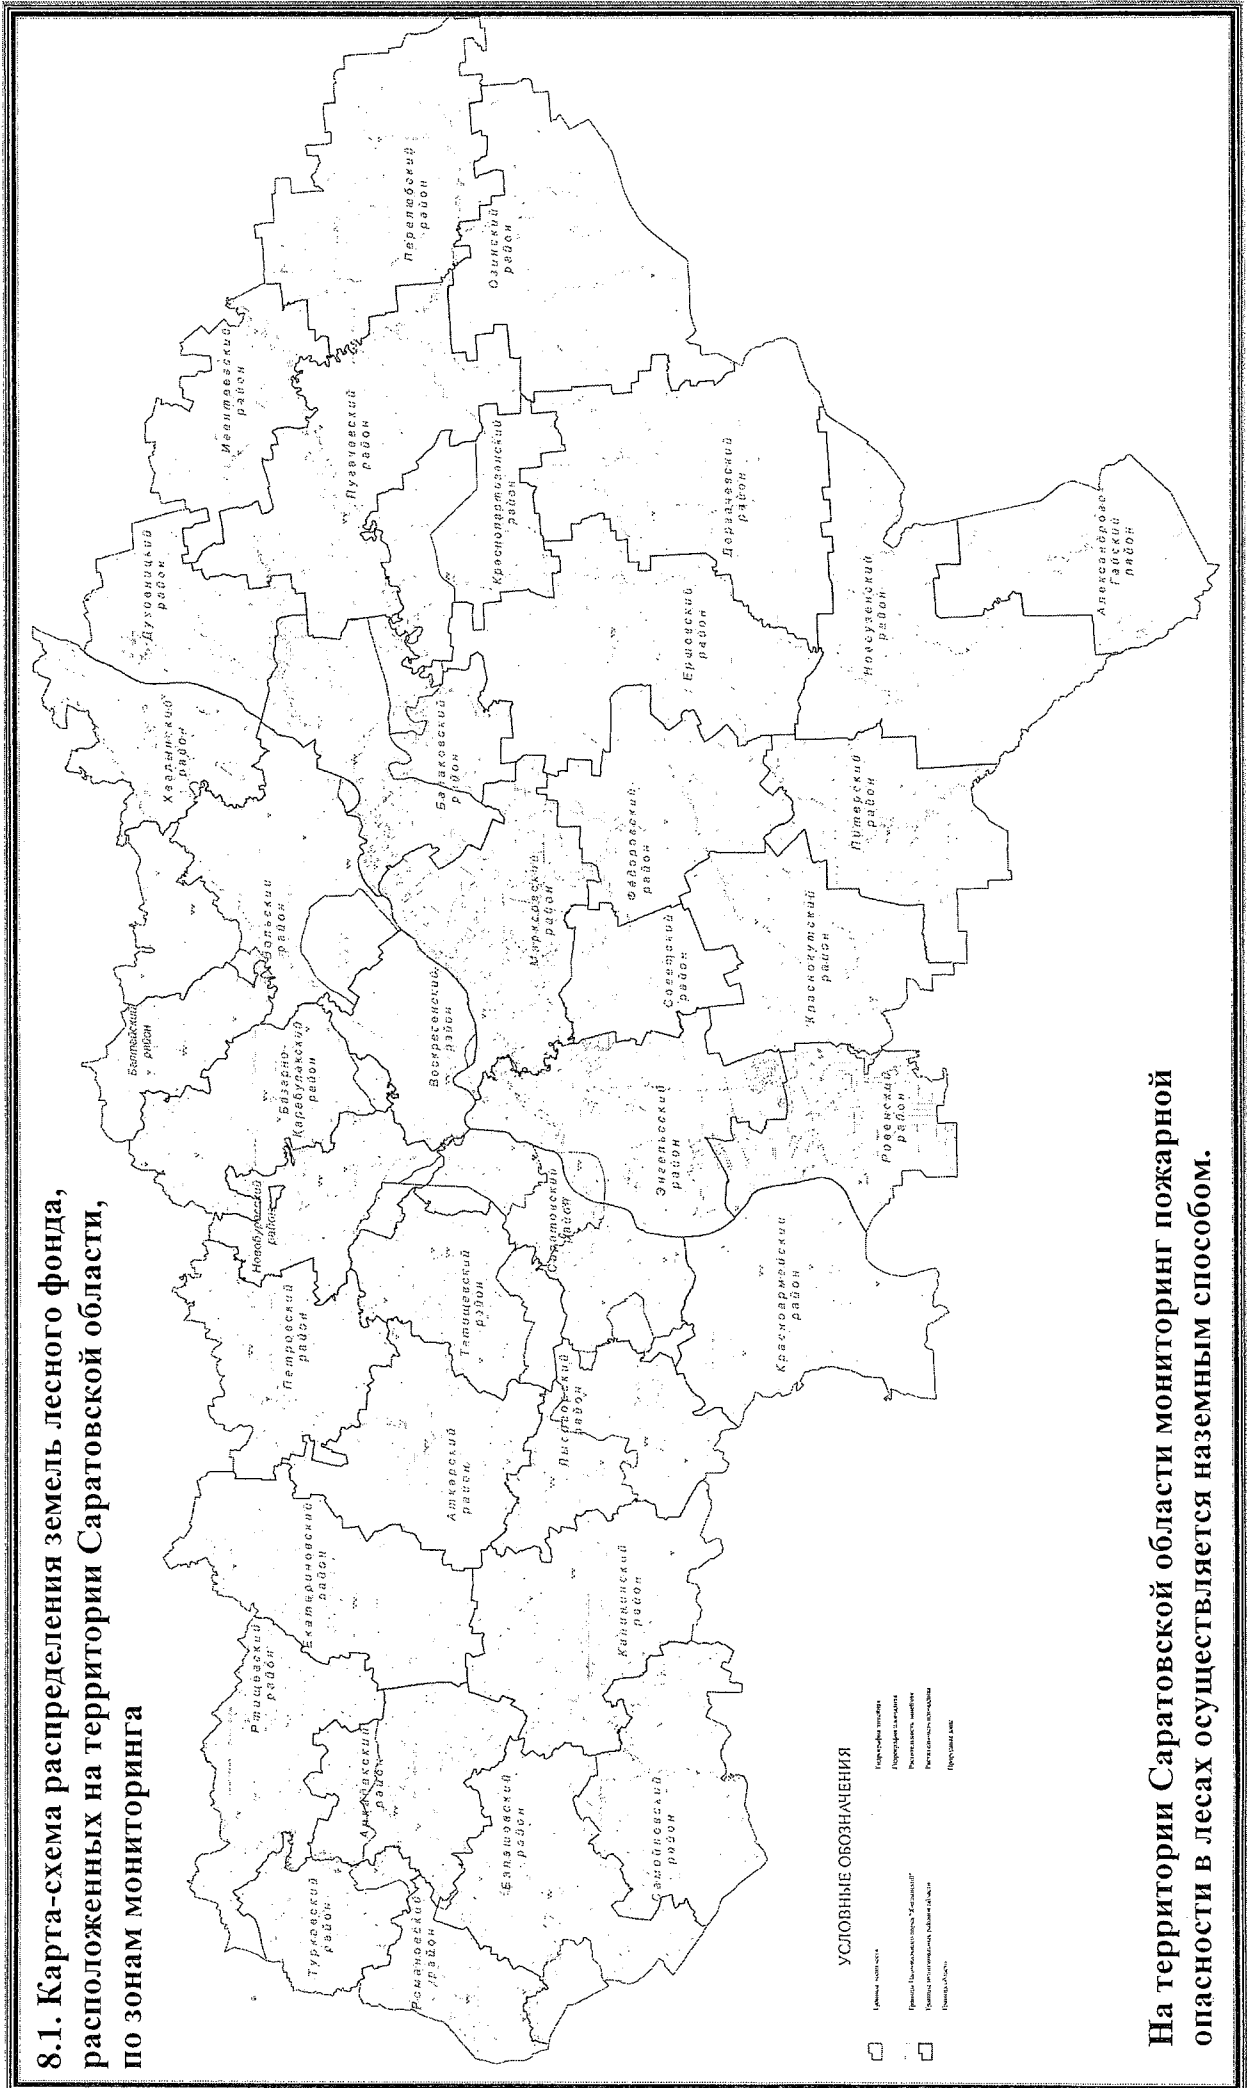 8.1. Карта-схема распределения земель лесного фонда,
расположенных на территории Саратовской области,
по зонам мониторинга
Турковский
район
Романовский
район
Ртищевский
район
Аркадакский
район
Балашовский
район
Самойловский
район
Екатериновский
район
Калининский
район
Аткарский
район
Петровский
район
Лысогорский
район
Татищевский
район
Новобурасский
район
Саратовский
район
Красноармейский
район
Базарно-
Карабулакский
район
Балтайский
район
Воскресенский
район
Вольский
район
Хвалынский
район
Энгельсский
район
Ровенский
район
Марксовский
район
Советский
район
Краснокутский
район
Федоровский
район
Питерский
район
Балаковский
район
Духовницкий
район
Ершовский
район
Новоузенский
район
Ивантеевский
район
Пугачевский
район
Краснопартизанский
район
Дергачевский
район
Александрово-
Гайский
район
Перелюбский
район
Озинский
район
УСЛОВНЫЕ ОБОЗНАЧЕНИЯ
На территории Саратовской области мониторинг пожарной
опасности в лесах осуществляется наземным способом.